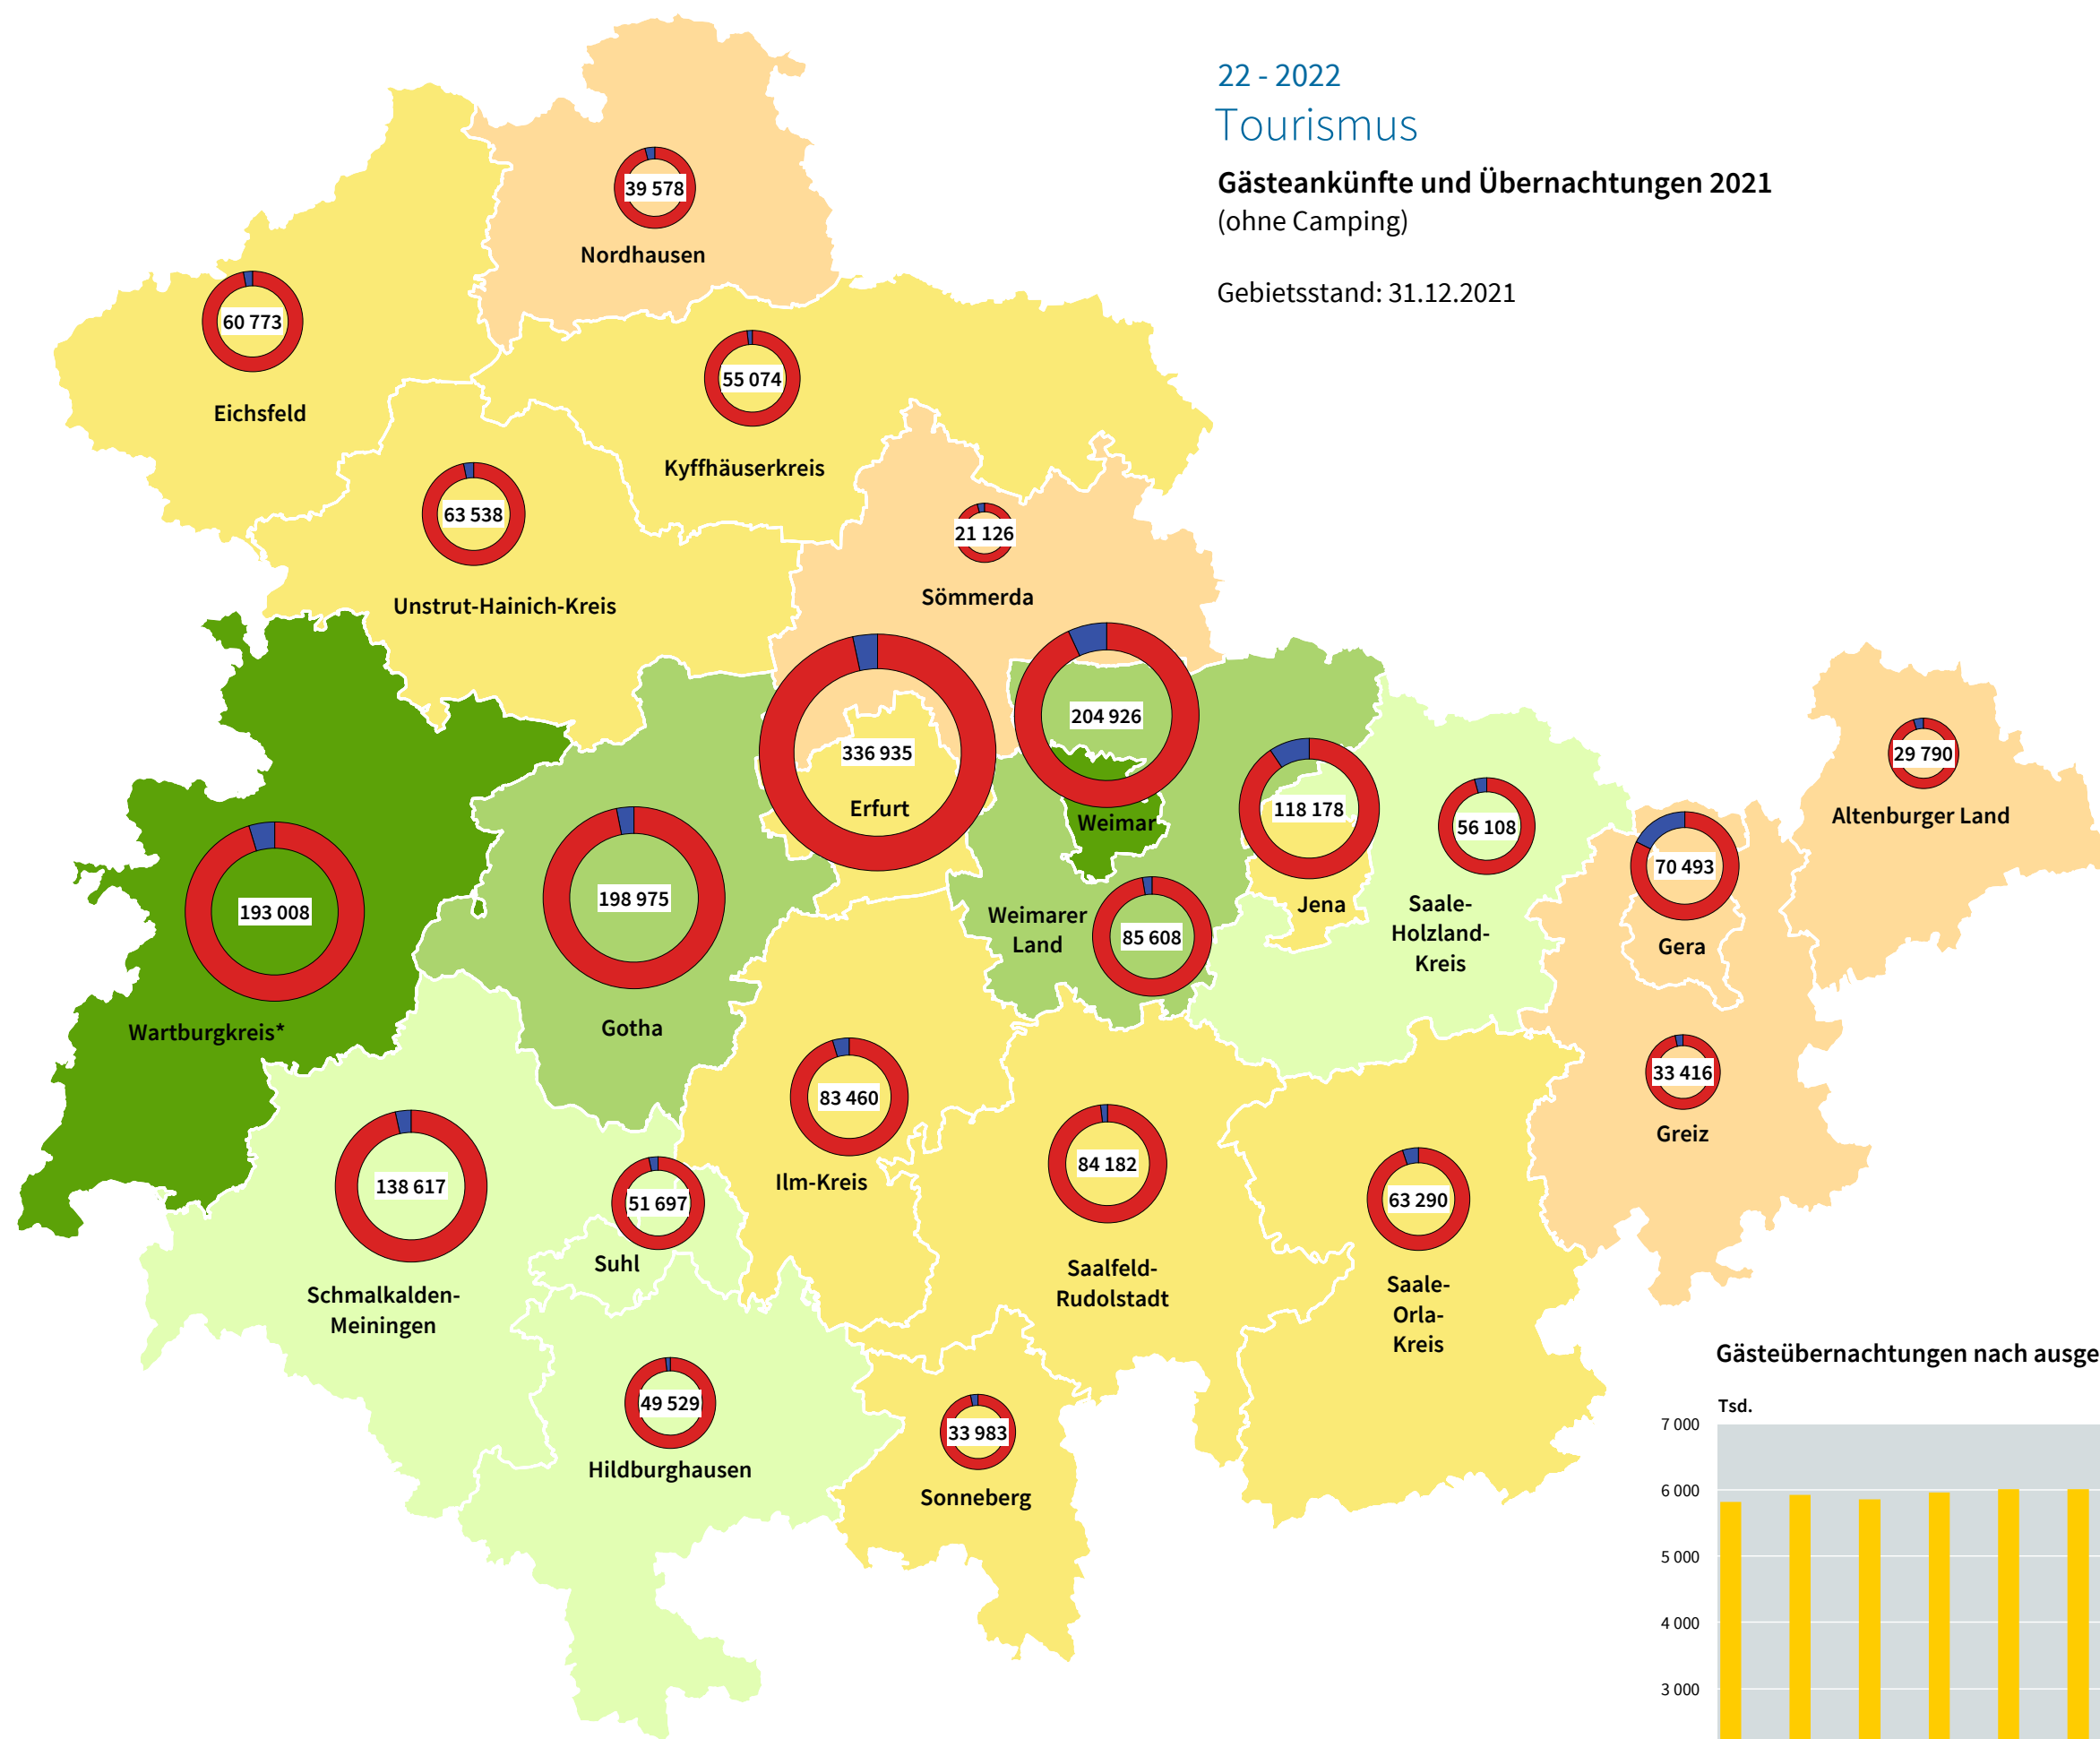 22 - 2022
Tourismus
Gästeankünfte und Übernachtungen 2021
(ohne Camping)
Gebietsstand: 31.12.2021
39 578
Nordhausen
60 773
Eichsfeld
55 074
Kyffhäuserkreis
63 538
Unstrut-Hainich-Kreis
21 126
Sömmerda
336 935
Erfurt
204 926
Weimar
118 178
Jena
56 108
Saale-
Holzland-
Kreis
70 493
Gera
29 790
Altenburger Land
193 008
Wartburgkreis*
198 975
Gotha
Weimarer
Land
85 608
33 416
Greiz
83 460
Ilm-Kreis
138 617
Schmalkalden-
Meiningen
51 697
Suhl
84 182
Saalfeld-
Rudolstadt
63 290
Saale-
Orla-
Kreis
49 529
Hildburghausen
33 983
Sonneberg
Gästeübernachtungen nach ausge
Tsd.
7 000
6 000
5 000
4 000
3 000